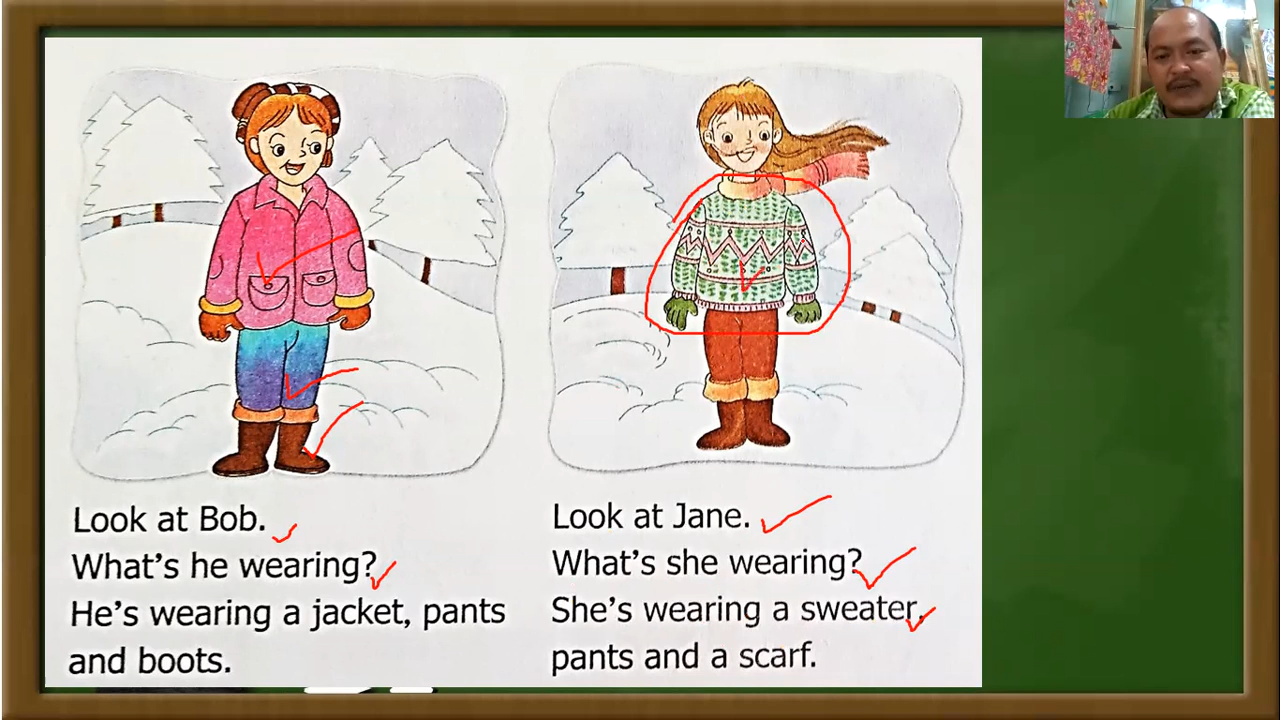 Look at Bob.
What's he wearing?
He's wearing a jacket, pants
and boots.
Look at Jane.
What's she wearing?
She's wearing a sweater,
pants and a scarf.